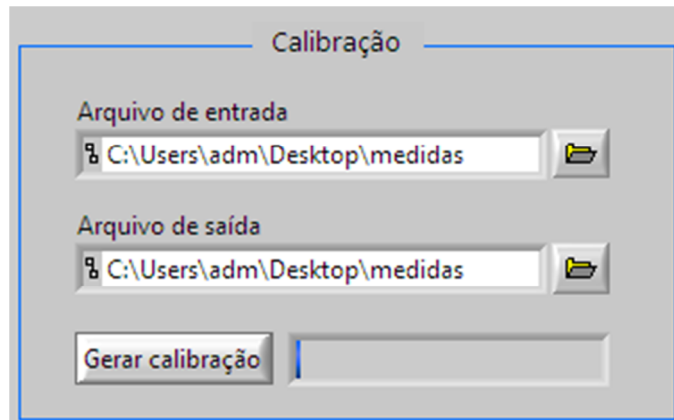 Calibração
Arquivo de entrada
C:\Users\adm\Desktop\medidas
Arquivo de saída
C:\Users\adm\Desktop\medidas
Gerar calibração